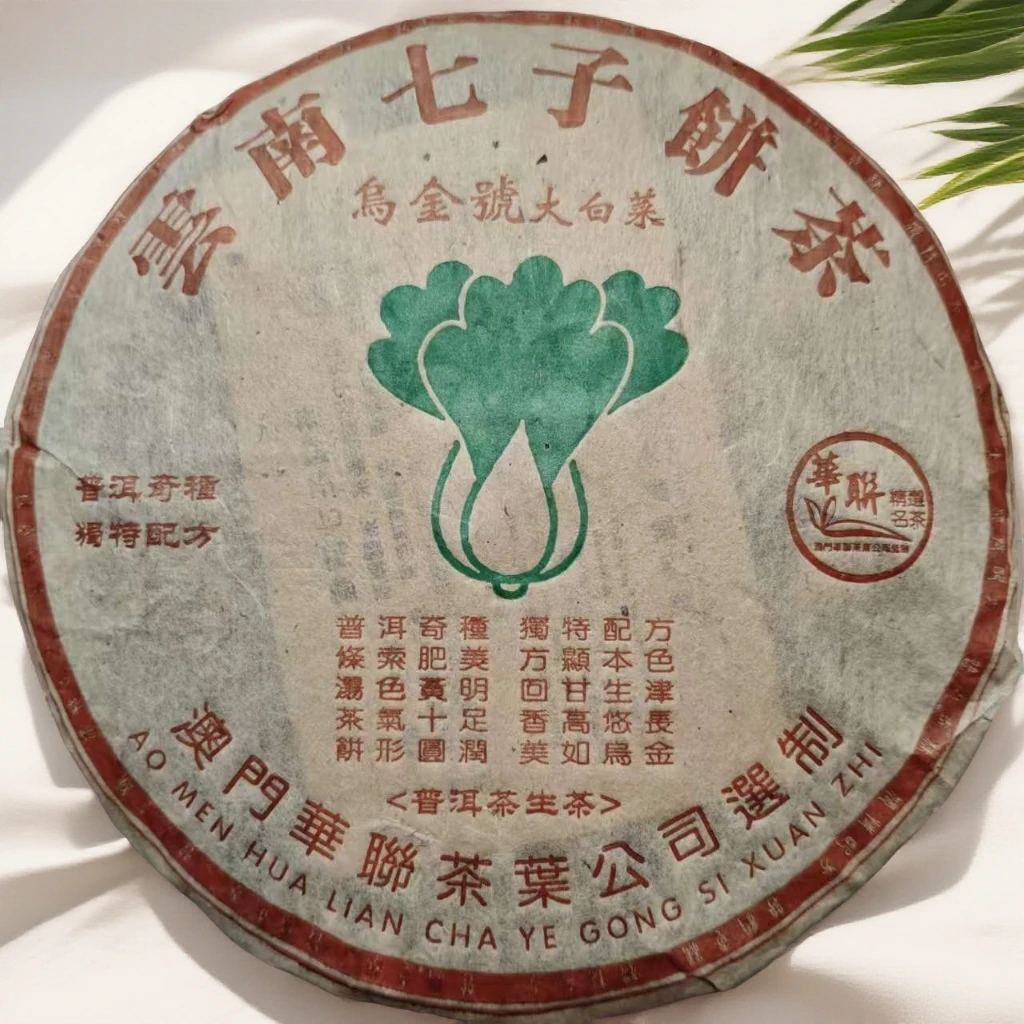 雲南七子餅茶
烏金號大白菜
普洱奇種
獨特配方
華聯
精選
名茶
普洱奇種 獨特配方
條索肥美 方顯本色
湯色黃明 回甘生津
茶氣十足 香高悠長
餅形圓潤 美如烏金
<普洱茶生茶>
澳門華聯茶葉公司選制
AO MEN HUA LIAN CHA YE GONG SI XUAN ZHI